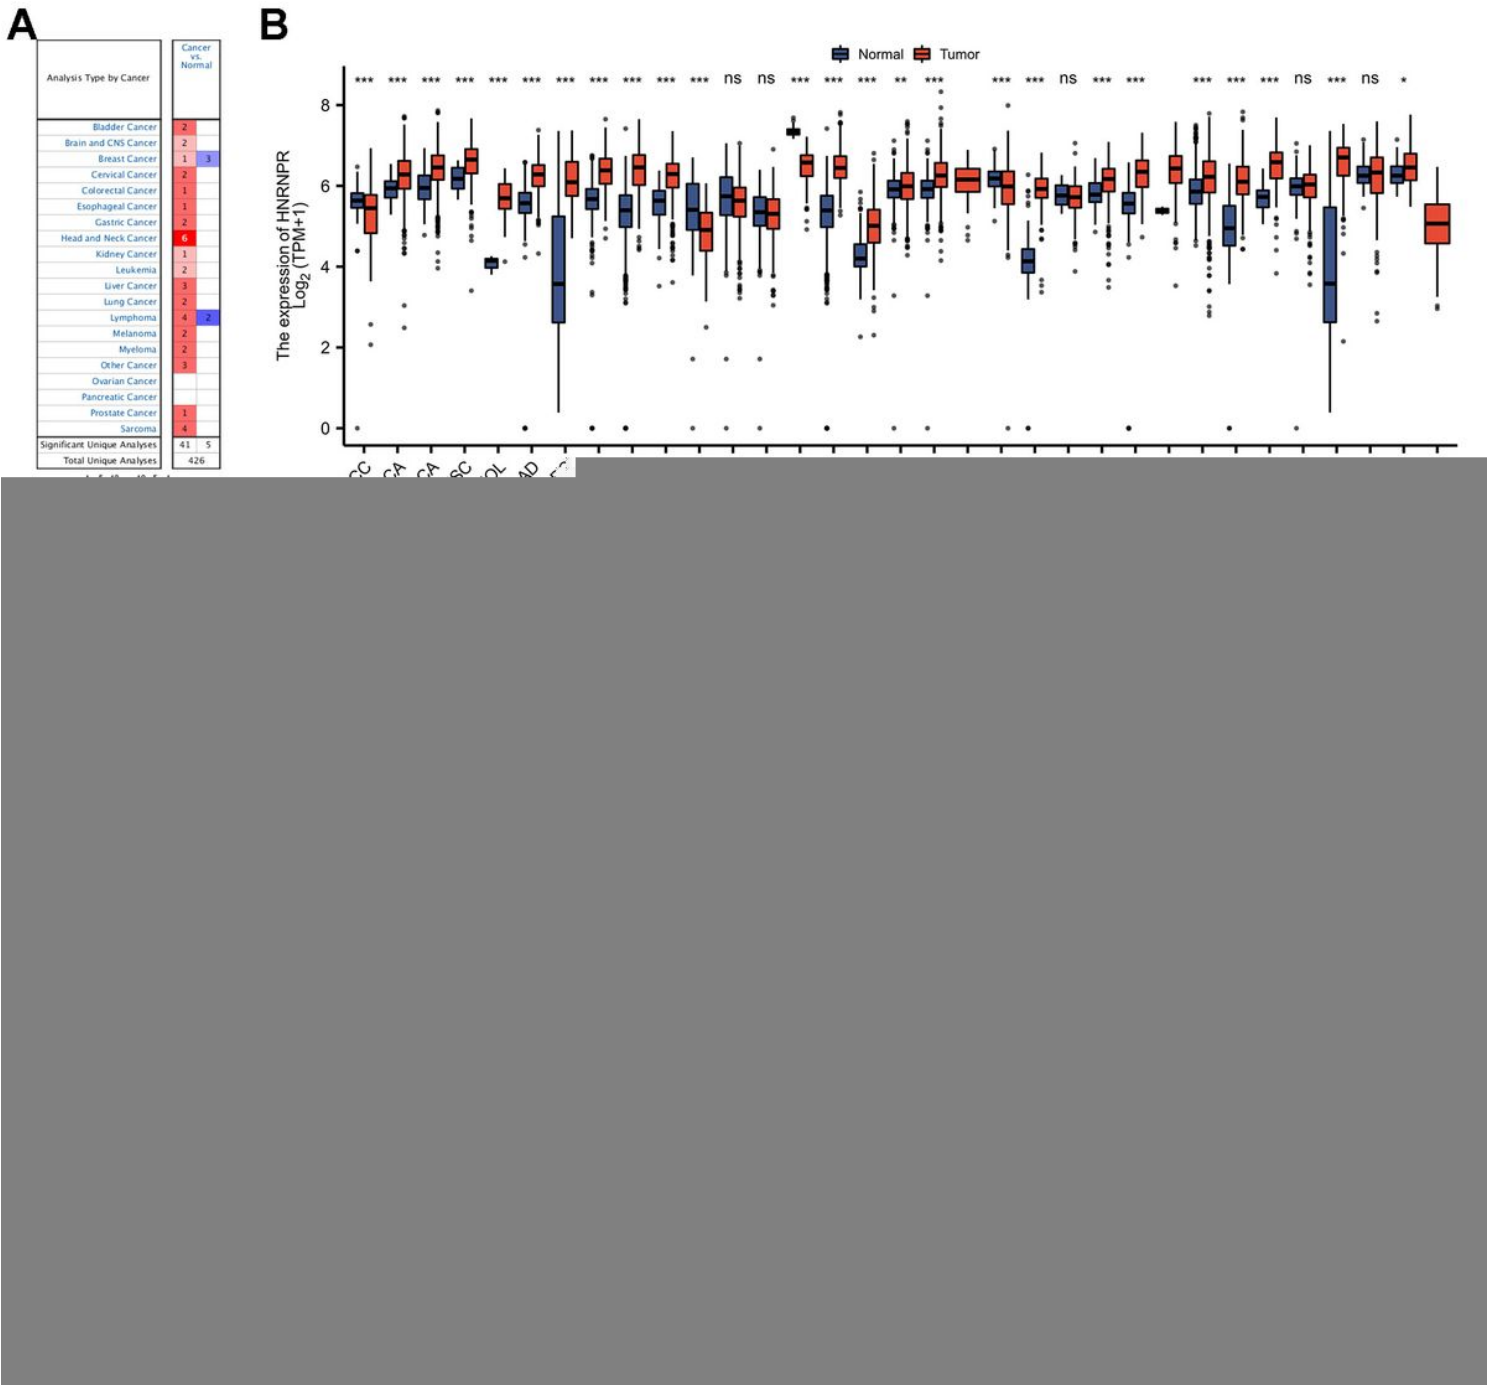 A
B
Analysis Type by Cancer
Cancer
vs.
Normal
Bladder Cancer 2
Brain and CNS Cancer 2
Breast Cancer 1 3
Cervical Cancer 2
Colorectal Cancer 1
Esophageal Cancer 1
Gastric Cancer 2
Head and Neck Cancer 6
Kidney Cancer 1
Leukemia 2
Liver Cancer 3
Lung Cancer 2
Lymphoma 4 2
Melanoma 2
Myeloma 2
Other Cancer 3
Ovarian Cancer
Pancreatic Cancer
Prostate Cancer 1
Sarcoma 4
Significant Unique Analyses 41 5
Total Unique Analyses 426
Normal Tumor
*** *** *** *** *** *** *** *** *** *** *** ns ns *** *** *** ** *** *** *** ns *** *** *** *** *** ns *** ns *
The expression of HNRNPR
Log2 (TPM+1)
8
6
4
2
0